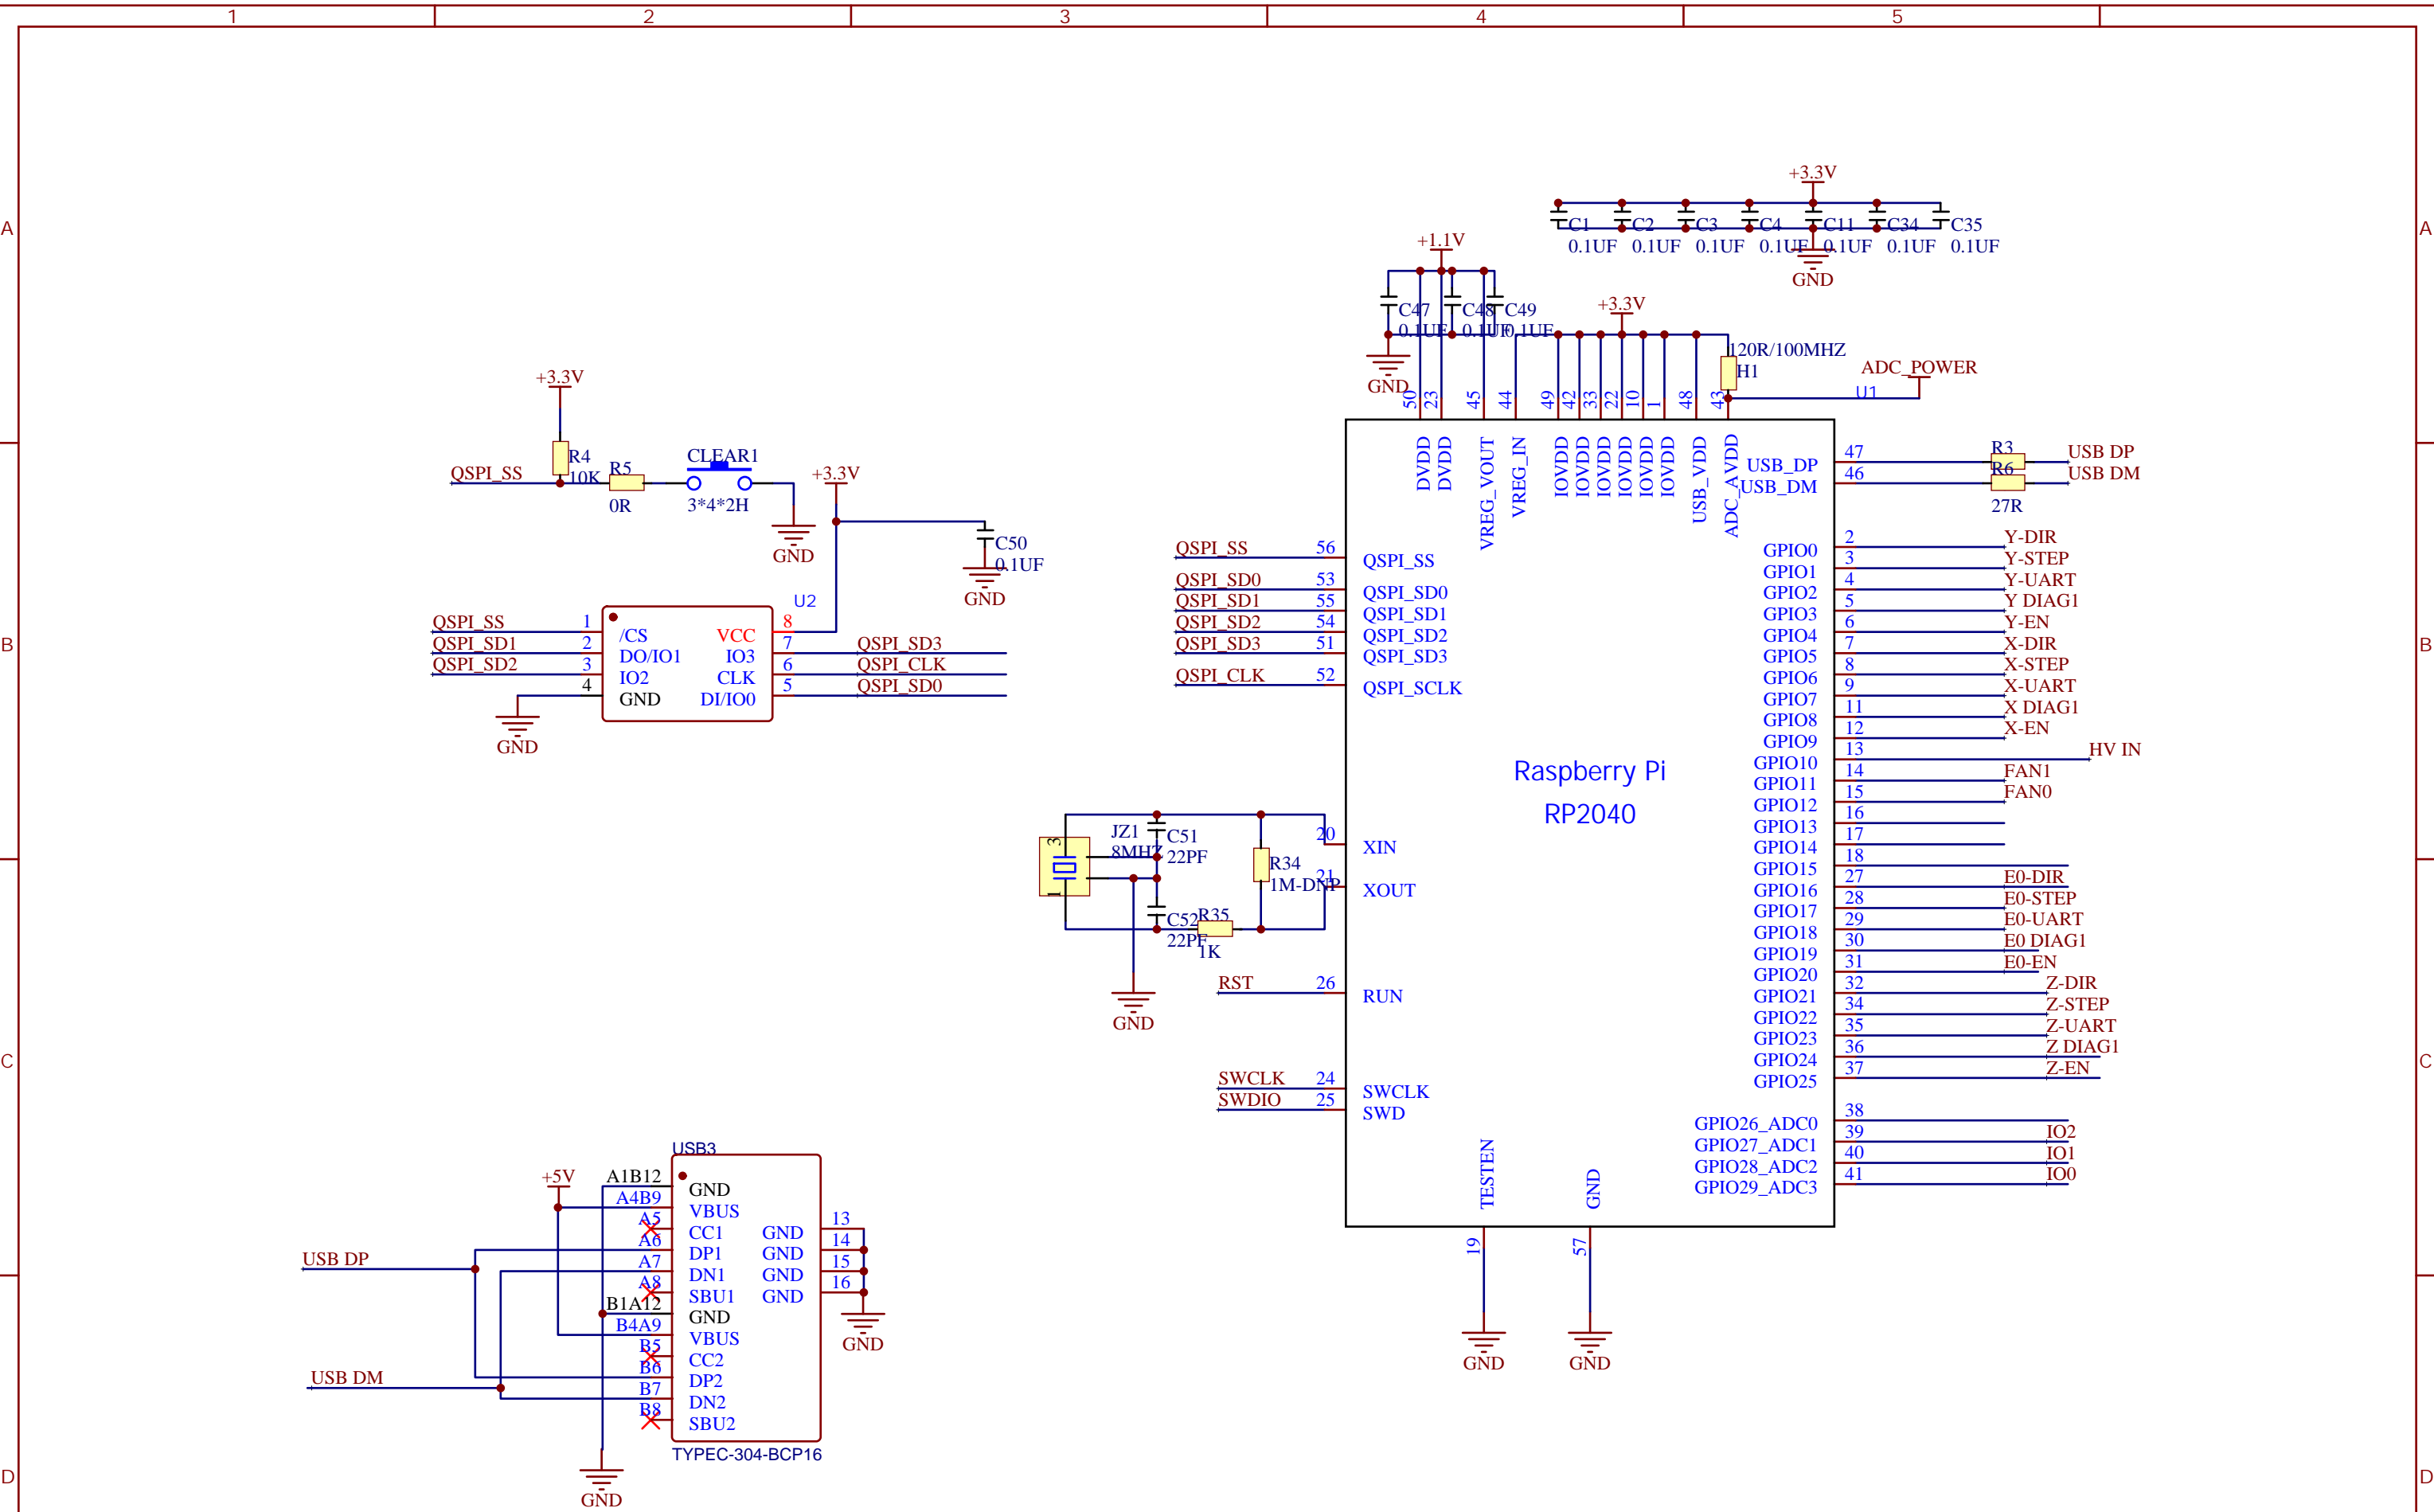 1 2 3 4 5
A A
B B
C C
D D
+3.3V
C1 C2 C3 C4 C11 C34 C35
0.1UF 0.1UF 0.1UF 0.1UF 0.1UF 0.1UF 0.1UF
GND
+1.1V
C47 C48 C49
0.1UF 0.1UF 0.1UF
GND
+3.3V
120R/100MHZ
H1
ADC_POWER
U1
50 23 45 44 49 42 33 22 10 1 48 43
DVDD DVDD VREG_VOUT VREG_IN IOVDD IOVDD IOVDD IOVDD IOVDD IOVDD USB_VDD ADC_AVDD
+3.3V
R4
10K
QSPI_SS
R5
0R
CLEAR1
3*4*2H
GND
+3.3V
C50
0.1UF
GND
U2
QSPI_SS 1 /CS VCC 8
QSPI_SD1 2 DO/IO1 IO3 7 QSPI_SD3
QSPI_SD2 3 IO2 CLK 6 QSPI_CLK
4 GND DI/IO0 5 QSPI_SD0
GND
QSPI_SS 56 QSPI_SS
QSPI_SD0 53 QSPI_SD0
QSPI_SD1 55 QSPI_SD1
QSPI_SD2 54 QSPI_SD2
QSPI_SD3 51 QSPI_SD3
QSPI_CLK 52 QSPI_SCLK
Raspberry Pi
RP2040
JZ1
8MHZ
3
1
C51
22PF
C52
22PF
R34
1M-DNP
R35
1K
GND
20 XIN
21 XOUT
RST 26 RUN
SWCLK 24 SWCLK
SWDIO 25 SWD
USB_DP 47 R3 USB DP
USB_DM 46 R6 USB DM
27R
GPIO0 2 Y-DIR
GPIO1 3 Y-STEP
GPIO2 4 Y-UART
GPIO3 5 Y DIAG1
GPIO4 6 Y-EN
GPIO5 7 X-DIR
GPIO6 8 X-STEP
GPIO7 9 X-UART
GPIO8 11 X DIAG1
GPIO9 12 X-EN
GPIO10 13 HV IN
GPIO11 14 FAN1
GPIO12 15 FAN0
GPIO13 16
GPIO14 17
GPIO15 18
GPIO16 27 E0-DIR
GPIO17 28 E0-STEP
GPIO18 29 E0-UART
GPIO19 30 E0 DIAG1
GPIO20 31 E0-EN
GPIO21 32 Z-DIR
GPIO22 34 Z-STEP
GPIO23 35 Z-UART
GPIO24 36 Z DIAG1
GPIO25 37 Z-EN
GPIO26_ADC0 38
GPIO27_ADC1 39 IO2
GPIO28_ADC2 40 IO1
GPIO29_ADC3 41 IO0
TESTEN GND
19 57
GND GND
USB3
+5V
A1B12 GND
A4B9 VBUS
A5 CC1 GND 13
A6 DP1 GND 14
A7 DN1 GND 15
A8 SBU1 GND 16
B1A12 GND
B4A9 VBUS
B5 CC2
B6 DP2
B7 DN2
B8 SBU2
USB DP
USB DM
GND
TYPEC-304-BCP16
GND